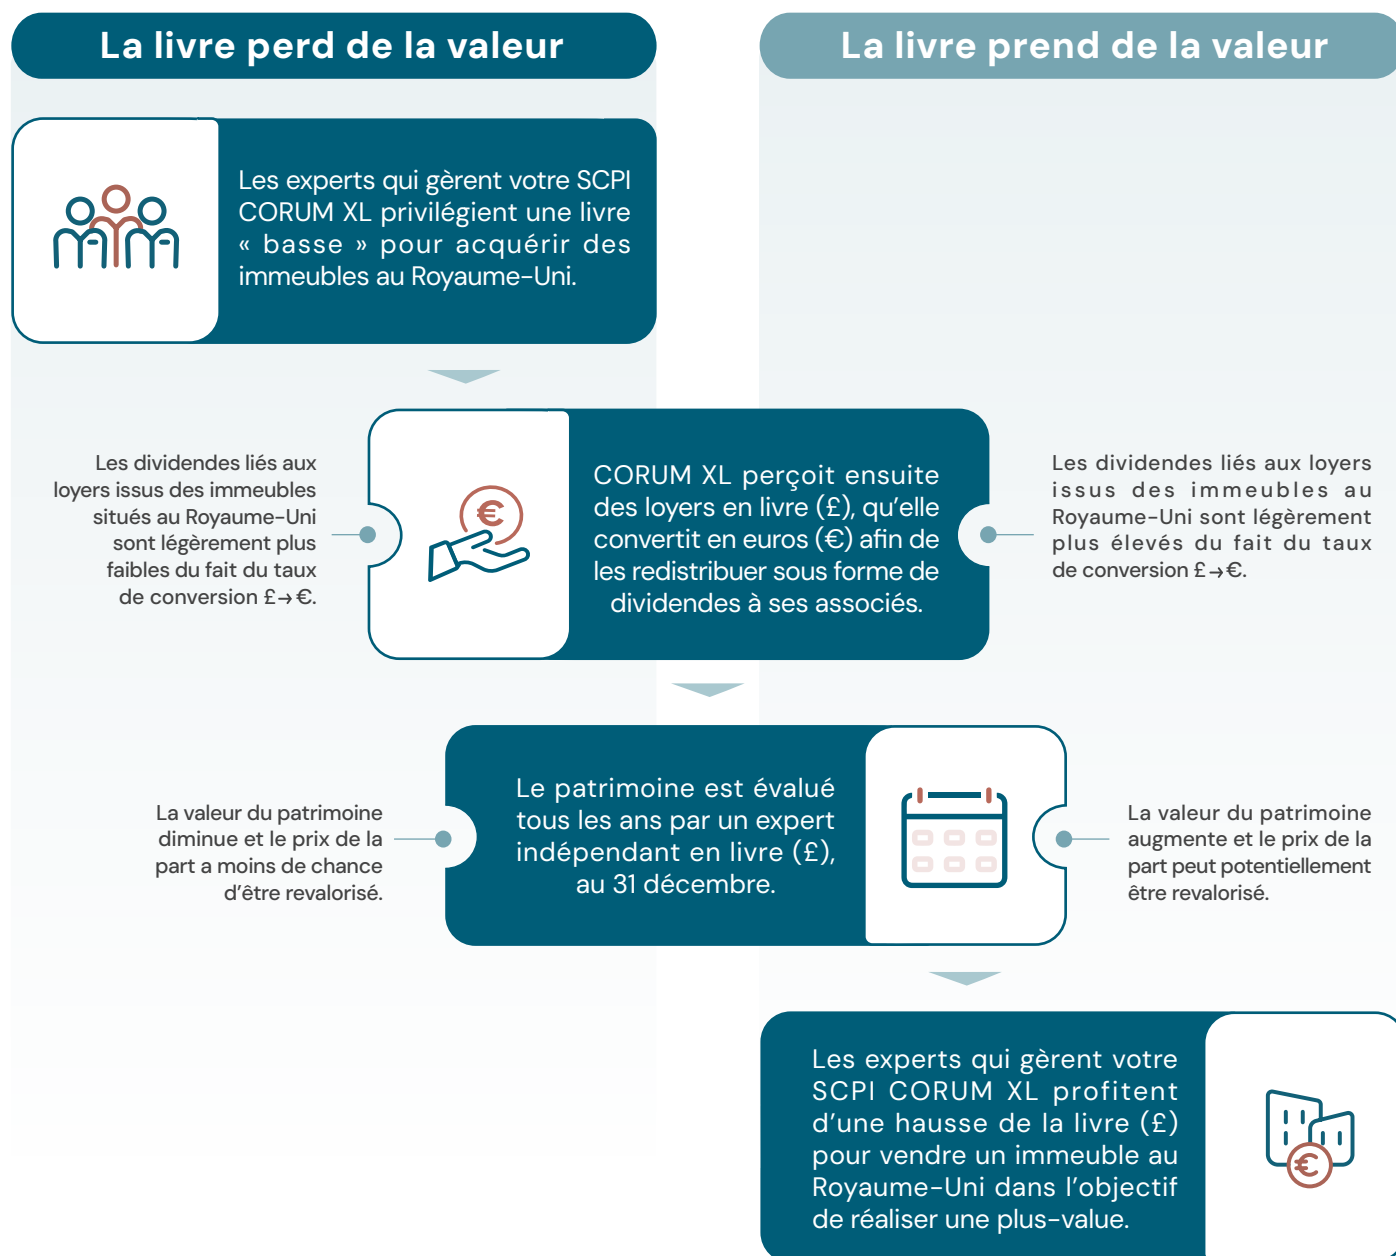 La livre perd de la valeur
La livre prend de la valeur
Les experts qui gèrent votre SCPI
CORUM XL privilégient une livre
« basse » pour acquérir des
immeubles au Royaume-Uni.
Les dividendes liés aux
loyers issus des immeubles
situés au Royaume-Uni
sont légèrement plus
faibles du fait du taux
de conversion £→€.
€
CORUM XL perçoit ensuite
des loyers en livre (£), qu’elle
convertit en euros (€) afin de
les redistribuer sous forme de
dividendes à ses associés.
Les dividendes liés aux loyers
issus des immeubles au
Royaume-Uni sont légèrement
plus élevés du fait du taux
de conversion £→€.
La valeur du patrimoine
diminue et le prix de la
part a moins de chance
d’être revalorisé.
Le patrimoine est évalué
tous les ans par un expert
indépendant en livre (£),
au 31 décembre.
La valeur du patrimoine
augmente et le prix de la
part peut potentiellement
être revalorisé.
Les experts qui gèrent votre
SCPI CORUM XL profitent
d’une hausse de la livre (£)
pour vendre un immeuble au
Royaume-Uni dans l’objectif
de réaliser une plus-value.
€